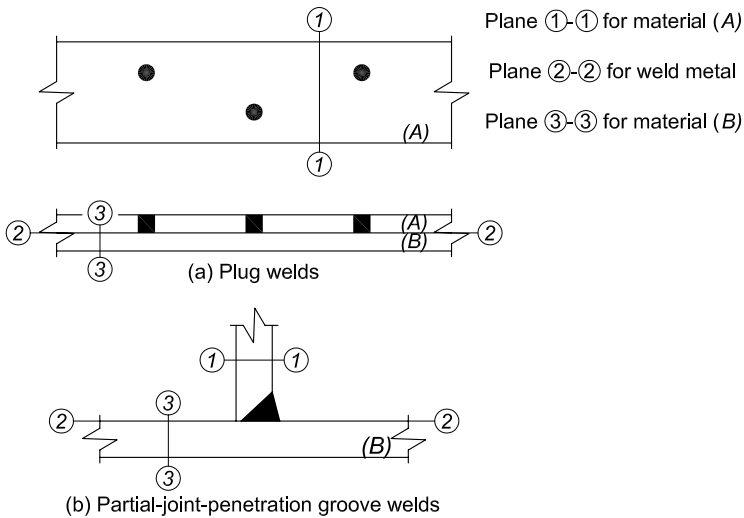 1
Plane 1-1 for material (A)
Plane 2-2 for weld metal
Plane 3-3 for material (B)
(A)
1
3
2
(A)
2
(B)
3
(a) Plug welds
1
1
3
2
2
(B)
3
(b) Partial-joint-penetration groove welds